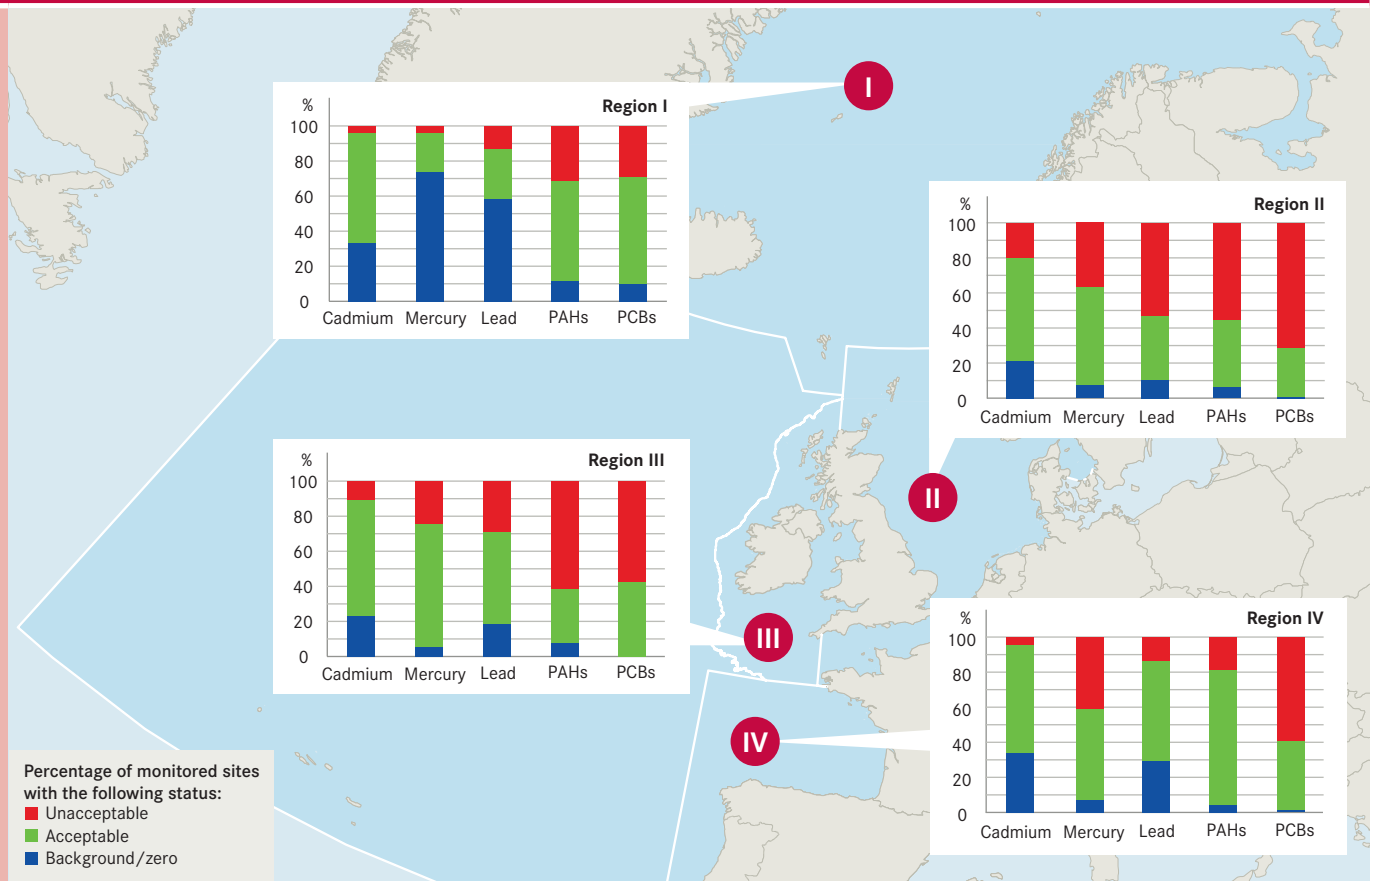 I
%
Region I
100
80
60
40
20
0
Cadmium Mercury Lead PAHs PCBs
%
Region II
100
80
60
40
20
0
Cadmium Mercury Lead PAHs PCBs
II
%
Region III
100
80
60
40
20
0
Cadmium Mercury Lead PAHs PCBs
III
IV
%
Region IV
100
80
60
40
20
0
Cadmium Mercury Lead PAHs PCBs
Percentage of monitored sites
with the following status:
Unacceptable
Acceptable
Background/zero